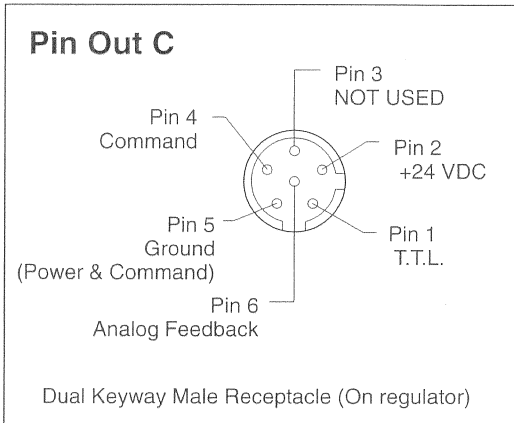 Pin Out C
Pin 3
NOT USED
Pin 4
Command
Pin 2
+24 VDC
Pin 5
Ground
(Power & Command)
Pin 1
T.T.L.
Pin 6
Analog Feedback
Dual Keyway Male Receptacle (On regulator)